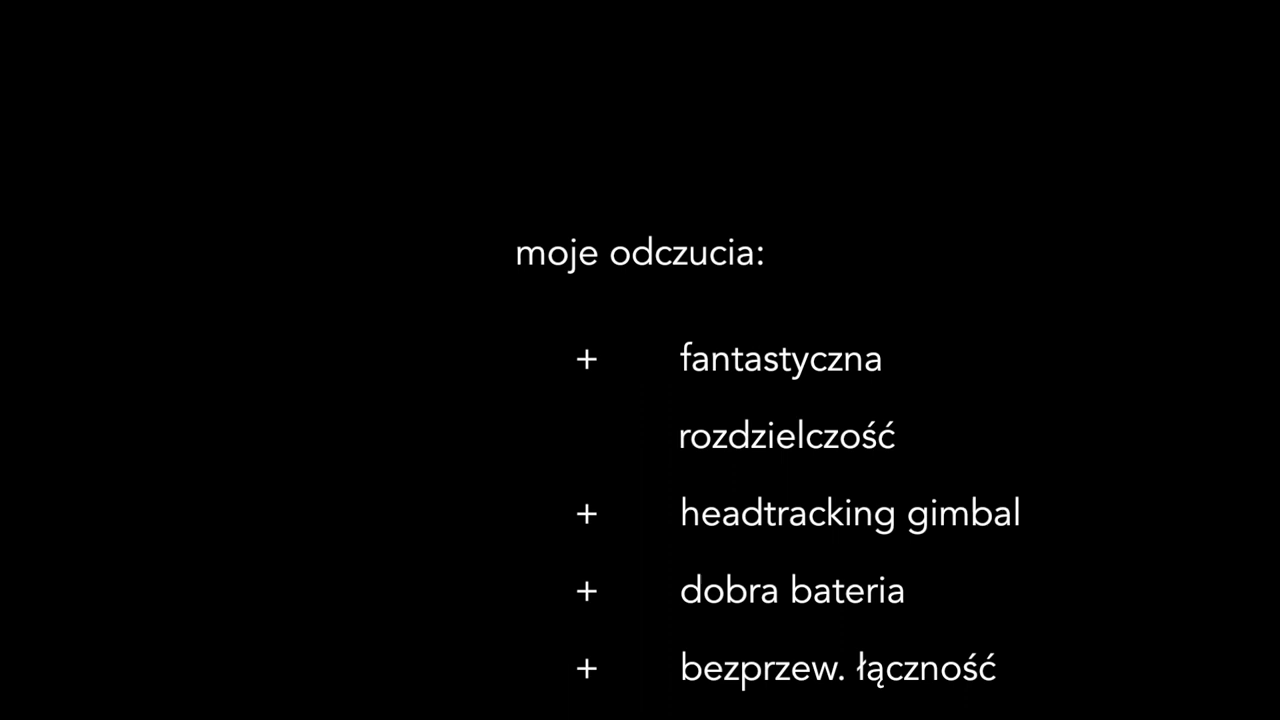 moje odczucia:
+ fantastyczna
rozdzielczość
+ headtracking gimbal
+ dobra bateria
+ bezprzew. łączność